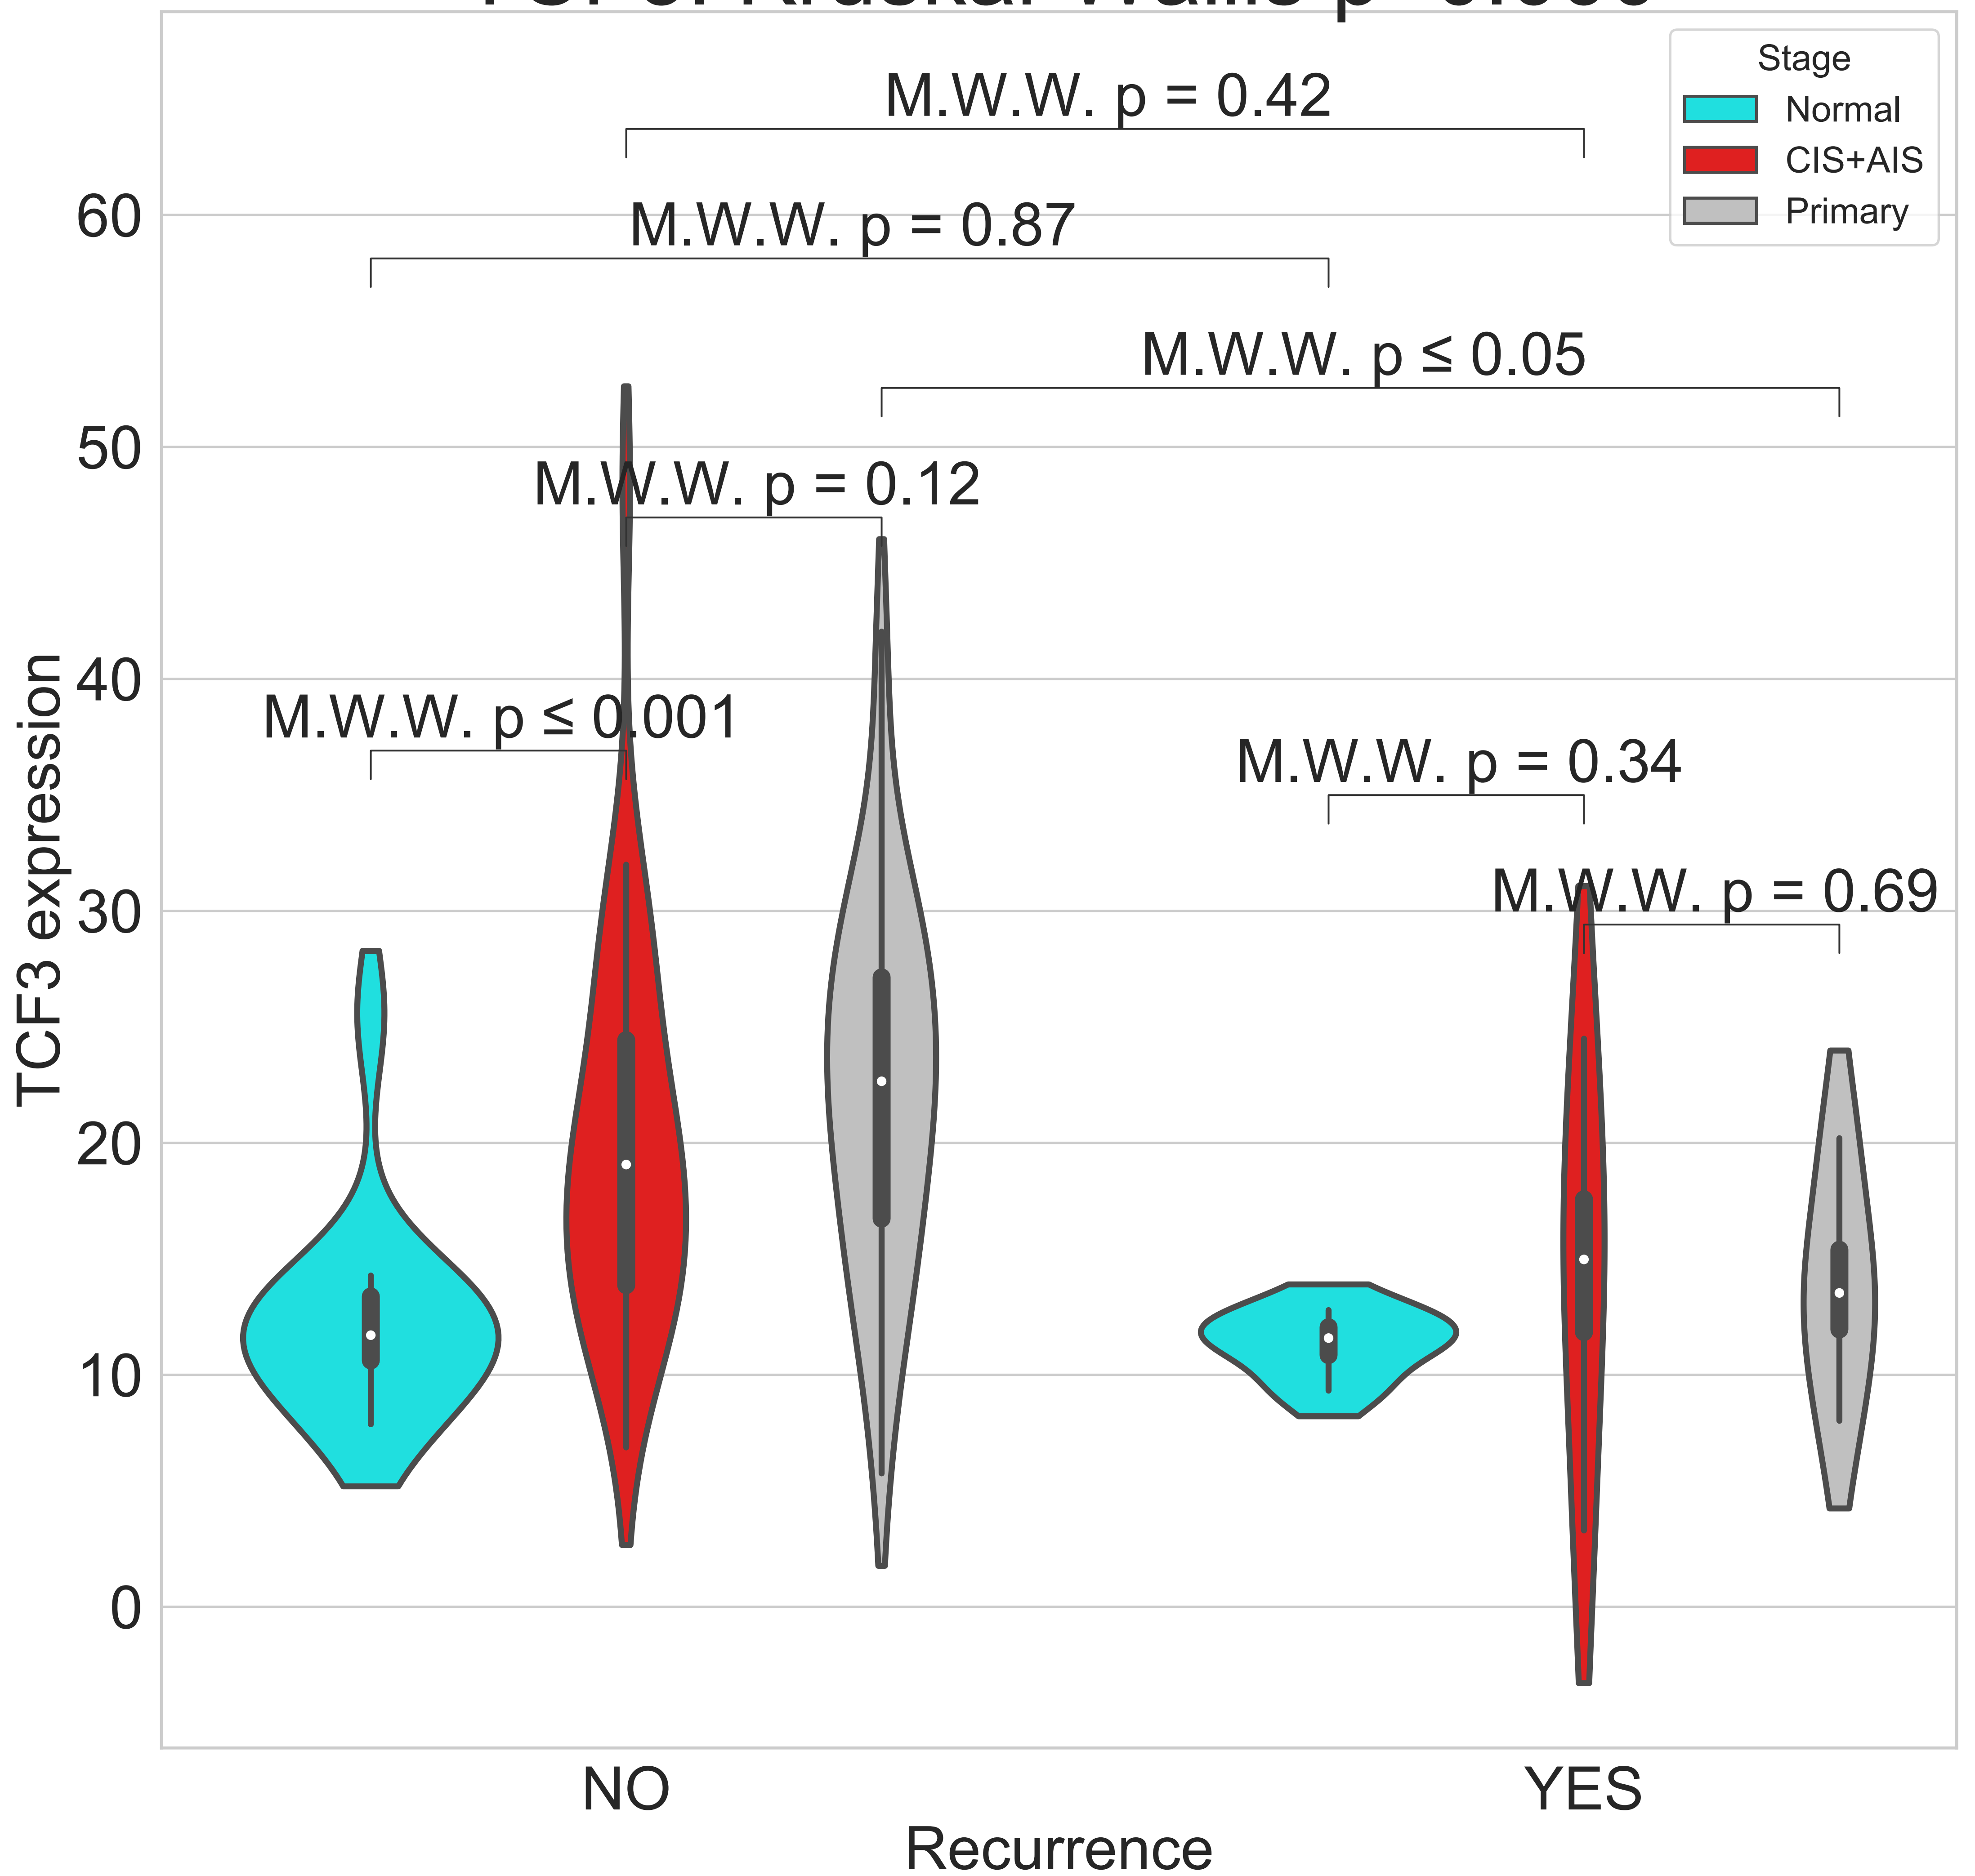 Stage
Normal
CIS+AIS
Primary
M.W.W. p = 0.42
M.W.W. p = 0.87
M.W.W. p ≤ 0.05
M.W.W. p = 0.12
M.W.W. p ≤ 0.001
M.W.W. p = 0.34
M.W.W. p = 0.69
TCF3 expression
60
50
40
30
20
10
0
NO
YES
Recurrence